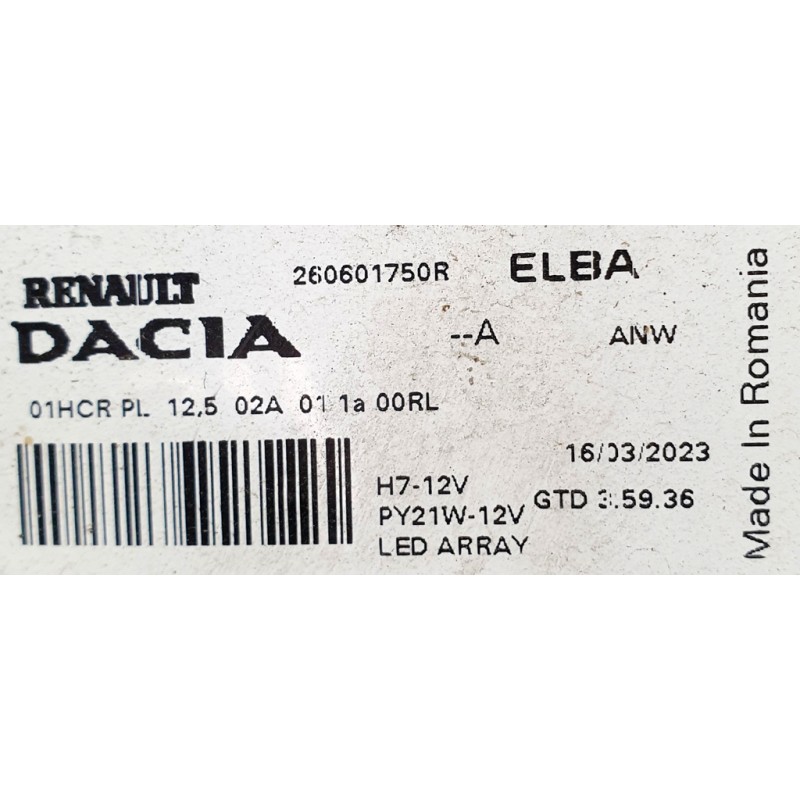 RENAULT
DACIA
260601750R
ELBA
--A
ANW
01HCR PL 12,5 02A 01 1a 00RL
16/03/2023
H7-12V
PY21W-12V
LED ARRAY
GTD 3.59.36
Made In Romania